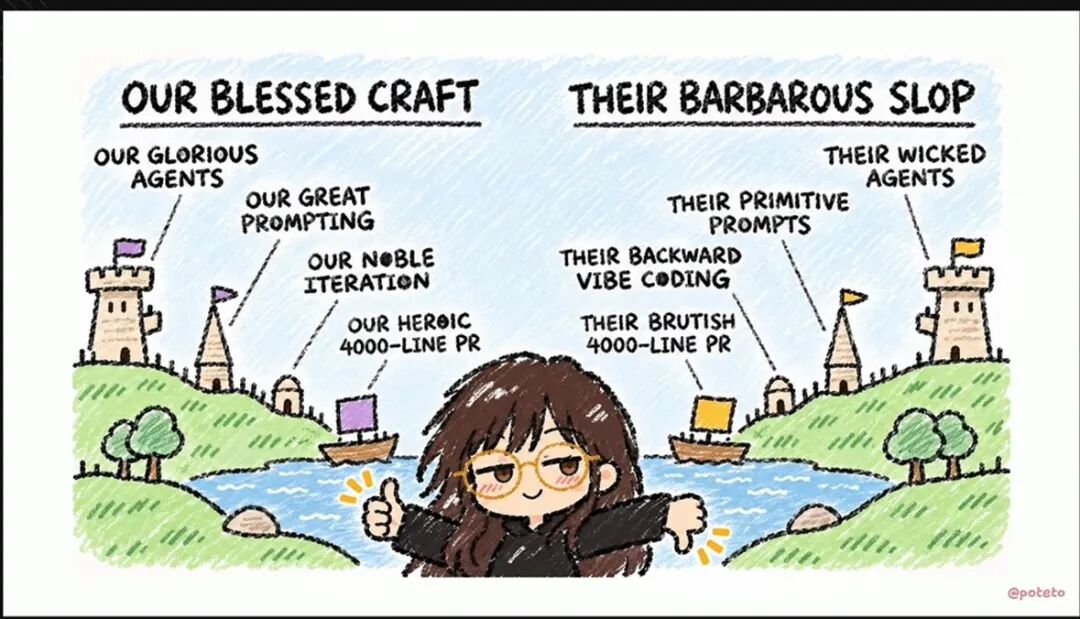 OUR BLESSED CRAFT
OUR GLORIOUS
AGENTS
OUR GREAT
PROMPTING
OUR NOBLE
ITERATION
OUR HEROIC
4000-LINE PR
THEIR BARBAROUS SLOP
THEIR WICKED
AGENTS
THEIR PRIMITIVE
PROMPTS
THEIR BACKWARD
VIBE CODING
THEIR BRUTISH
4000-LINE PR
@poteto